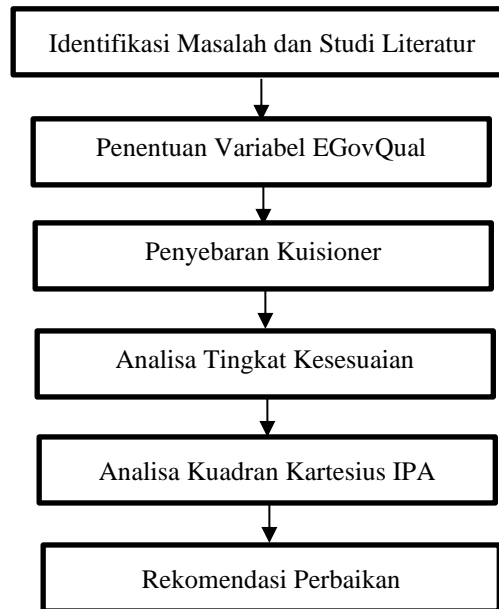 Identifikasi Masalah dan Studi Literatur
Penentuan Variabel EGovQual
Penyebaran Kuisioner
Analisa Tingkat Kesesuaian
Analisa Kuadran Kartesius IPA
Rekomendasi Perbaikan